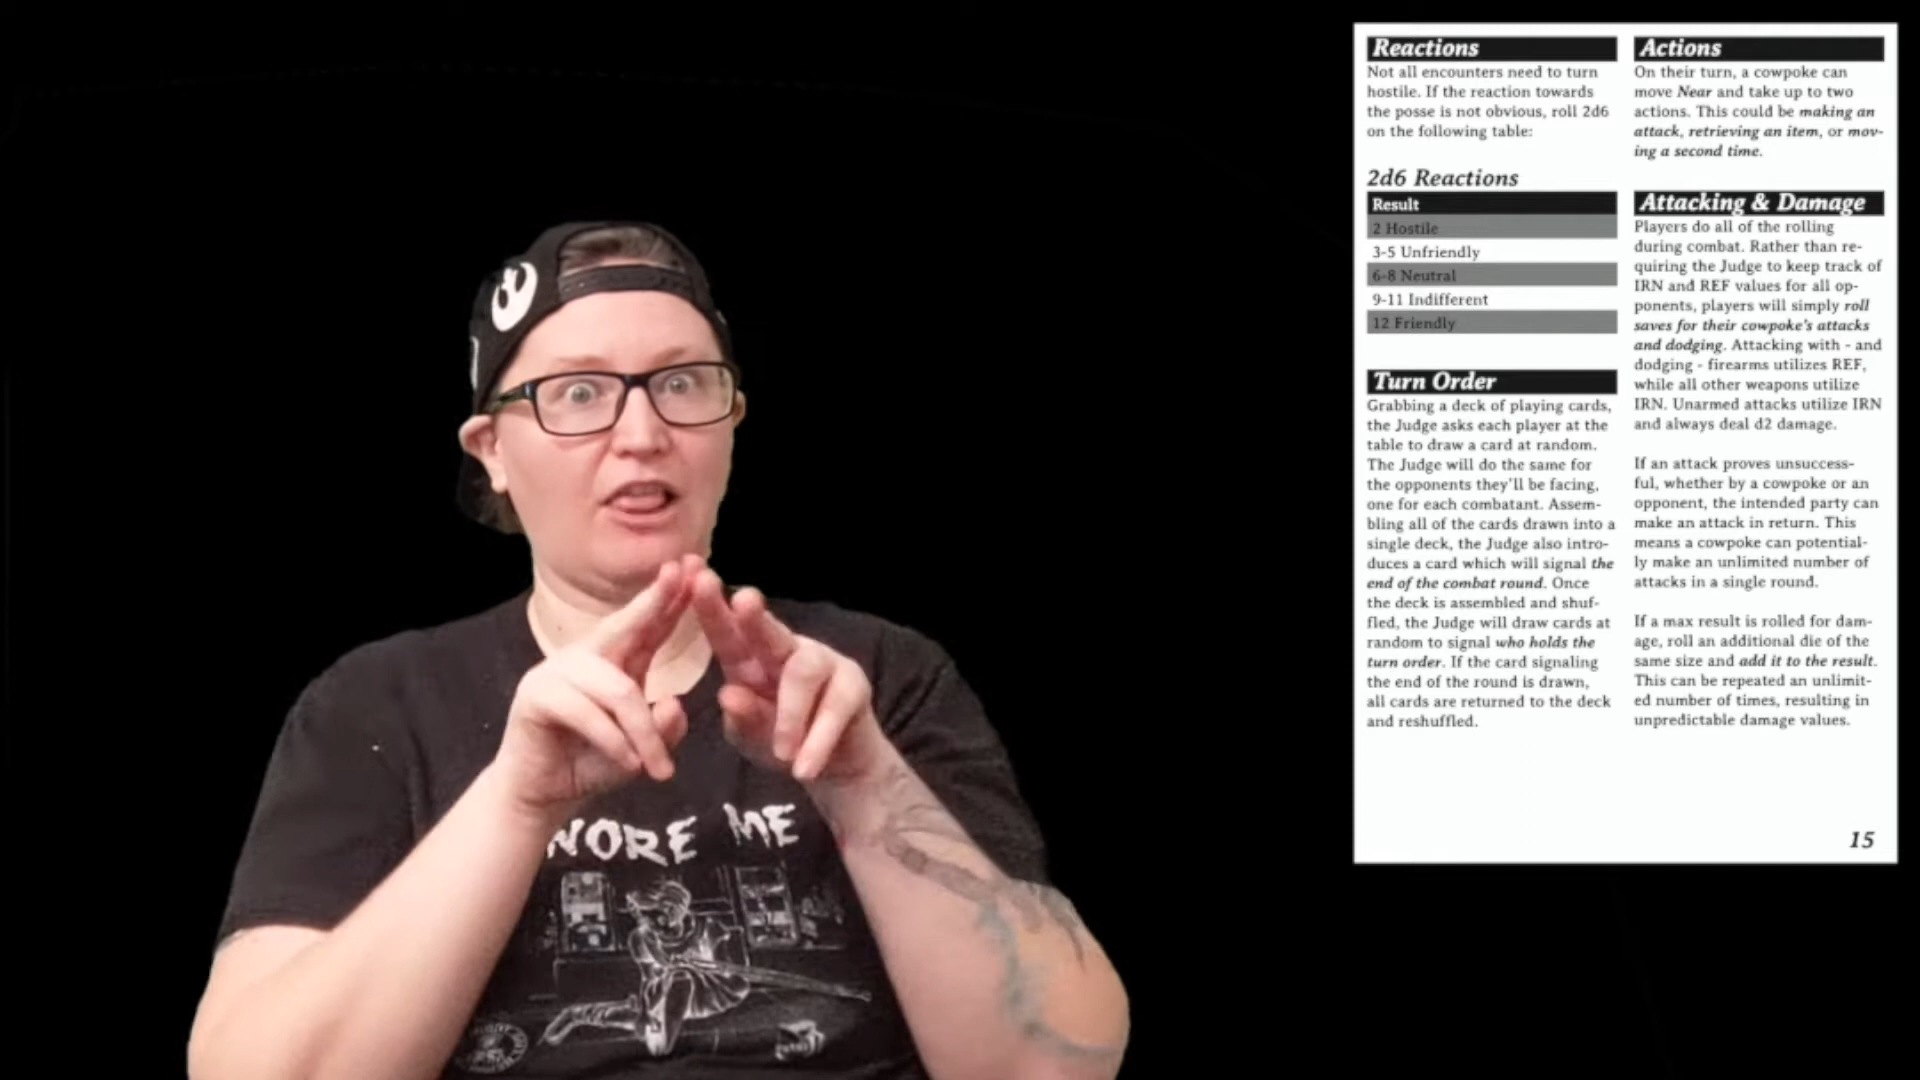 Reactions
Not all encounters need to turn
hostile. If the reaction towards
the posse is not obvious, roll 2d6
on the following table:
2d6 Reactions
Result
2 Hostile
3-5 Unfriendly
6-8 Neutral
9-11 Indifferent
12 Friendly
Turn Order
Grabbing a deck of playing cards,
the Judge asks each player at the
table to draw a card at random.
The Judge will do the same for
the opponents they'll be facing,
one for each combatant. Assem-
bling all of the cards drawn into a
single deck, the Judge also intro-
duces a card which will signal the
end of the combat round. Once
the deck is assembled and shuf-
fled, the Judge will draw cards at
random to signal who holds the
turn order. If the card signaling
the end of the round is drawn,
all cards are returned to the deck
and reshuffled.
Actions
On their turn, a cowpoke can
move Near and take up to two
actions. This could be making an
attack, retrieving an item, or mov-
ing a second time.
Attacking & Damage
Players do all of the rolling
during combat. Rather than re-
quiring the Judge to keep track of
IRN and REF values for all op-
ponents, players will simply roll
saves for their cowpoke's attacks
and dodging. Attacking with - and
dodging - firearms utilizes REF,
while all other weapons utilize
IRN. Unarmed attacks utilize IRN
and always deal d2 damage.
If an attack proves unsuccess-
ful, whether by a cowpoke or an
opponent, the intended party can
make an attack in return. This
means a cowpoke can potential-
ly make an unlimited number of
attacks in a single round.
If a max result is rolled for dam-
age, roll an additional die of the
same size and add it to the result.
This can be repeated an unlimit-
ed number of times, resulting in
unpredictable damage values.
15
NORE ME